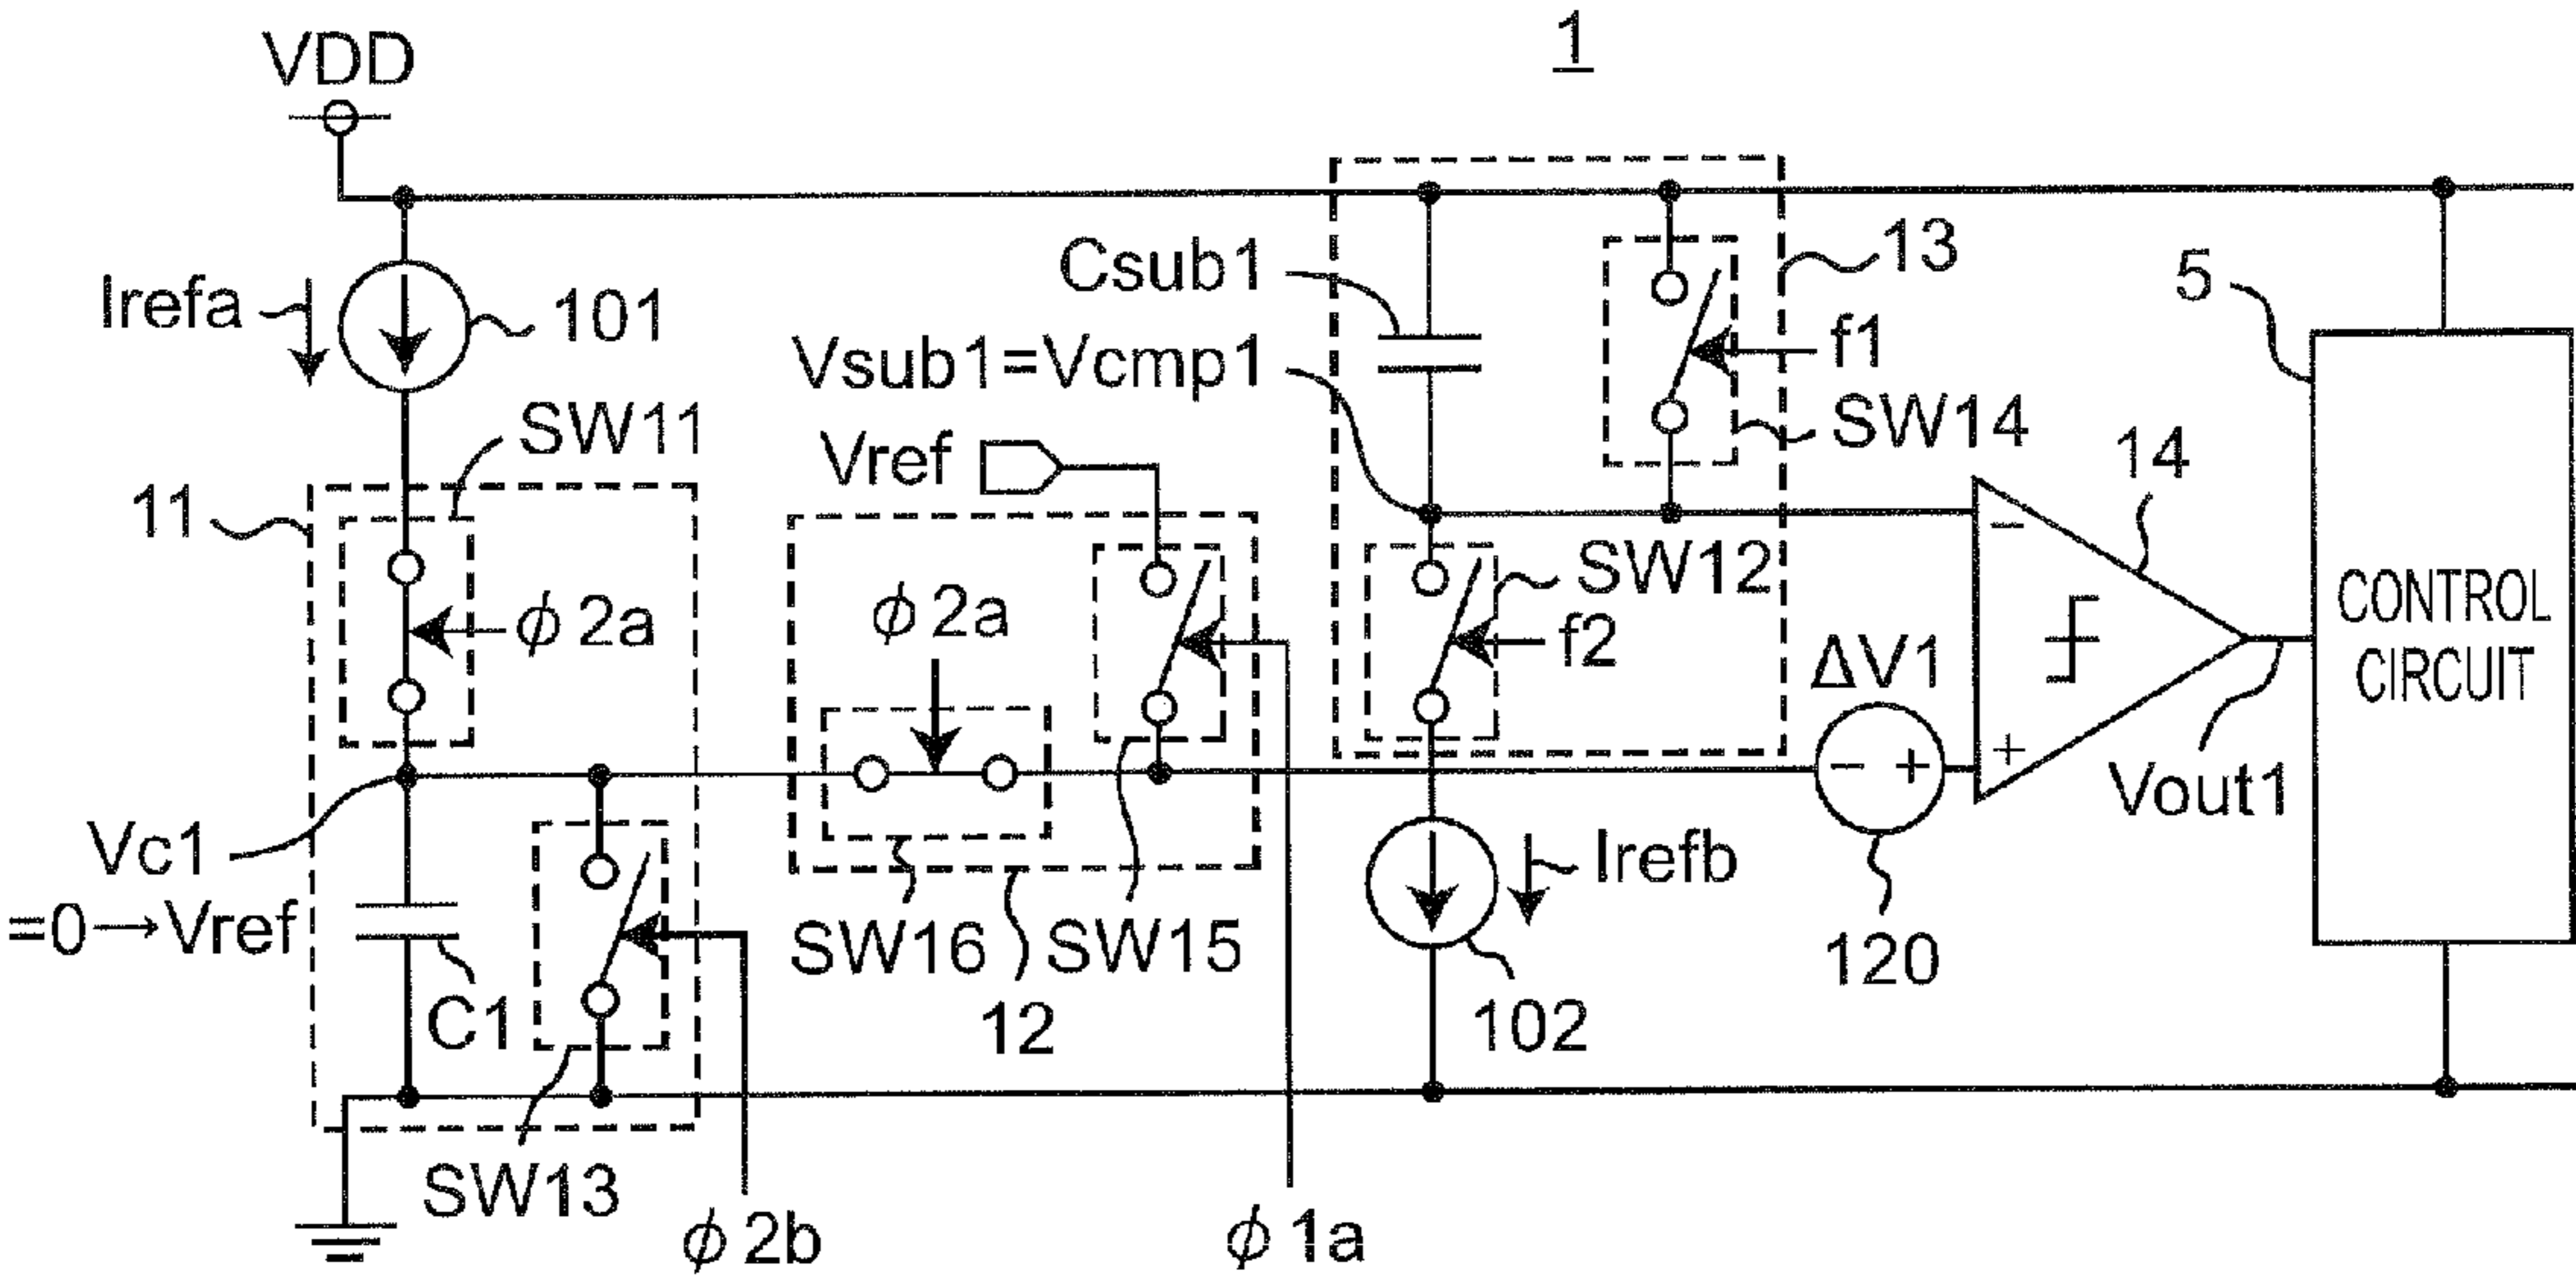 1
VDD
Irefa
101
SW11
11
ϕ2a
Vc1
=0→Vref
C1
SW13
ϕ2b
Vref
ϕ2a
SW16
12
SW15
ϕ1a
Csub1
Vsub1=Vcmp1
13
f1
SW14
SW12
f2
Irefb
102
ΔV1
− +
120
14
−
+
Vout1
5
CONTROL
CIRCUIT